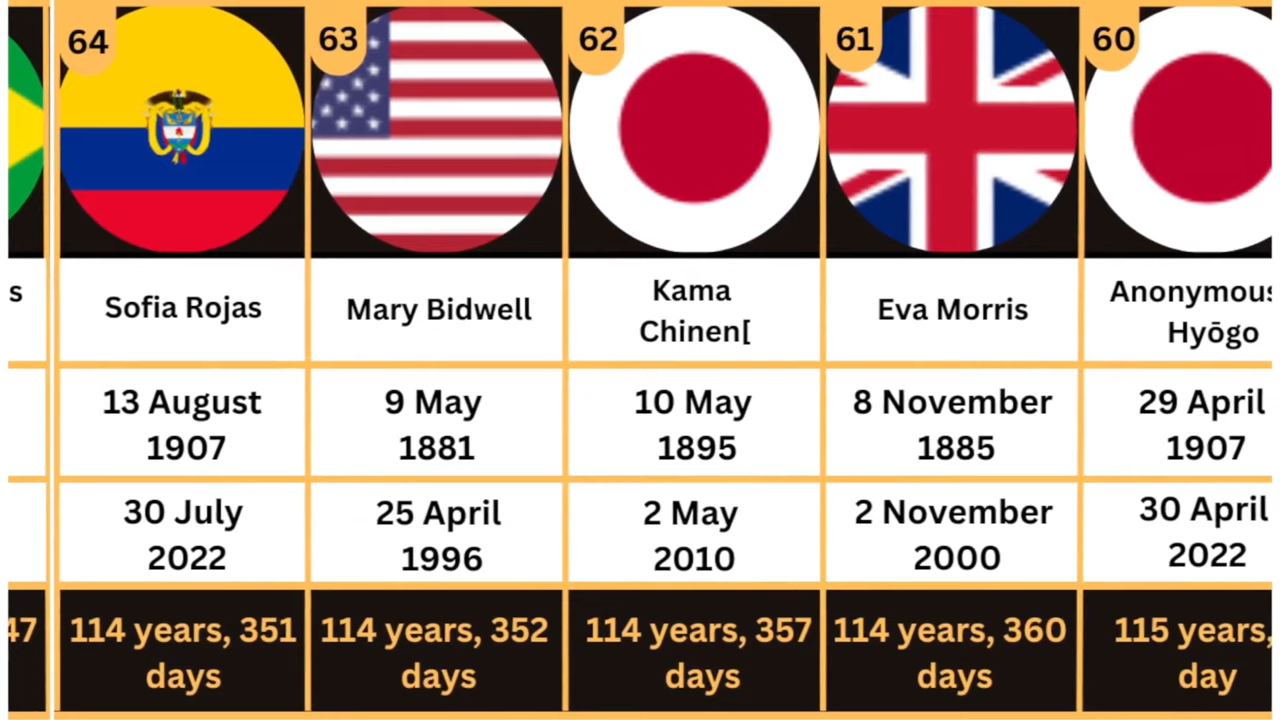 64
63
62
61
60
s
Sofia Rojas
Mary Bidwell
Kama
Chinen[
Eva Morris
Anonymous
Hyōgo
13 August
1907
9 May
1881
10 May
1895
8 November
1885
29 April
1907
30 July
2022
25 April
1996
2 May
2010
2 November
2000
30 April
2022
47
114 years, 351
days
114 years, 352
days
114 years, 357
days
114 years, 360
days
115 years,
day